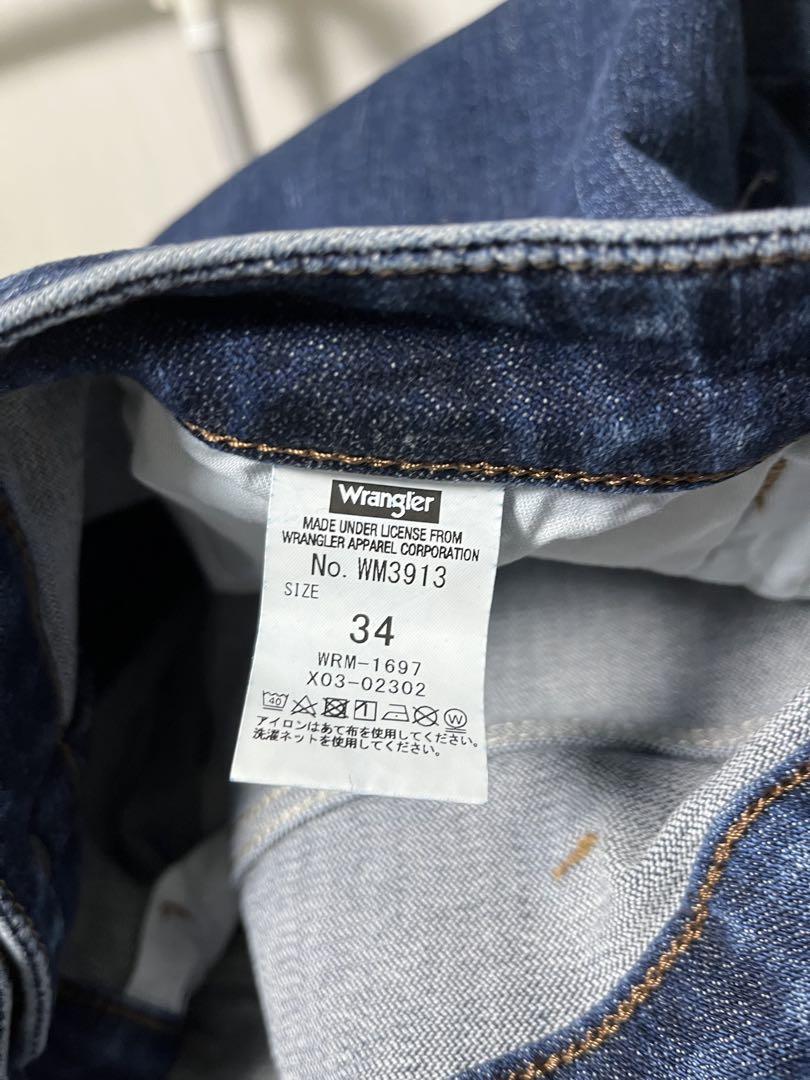 Wrangler
MADE UNDER LICENSE FROM
WRANGLER APPAREL CORPORATION
No. WM3913
SIZE
34
WRM-1697
X03-02302
40 W
アイロンはあて布を使用してください。
洗濯ネットを使用してください。